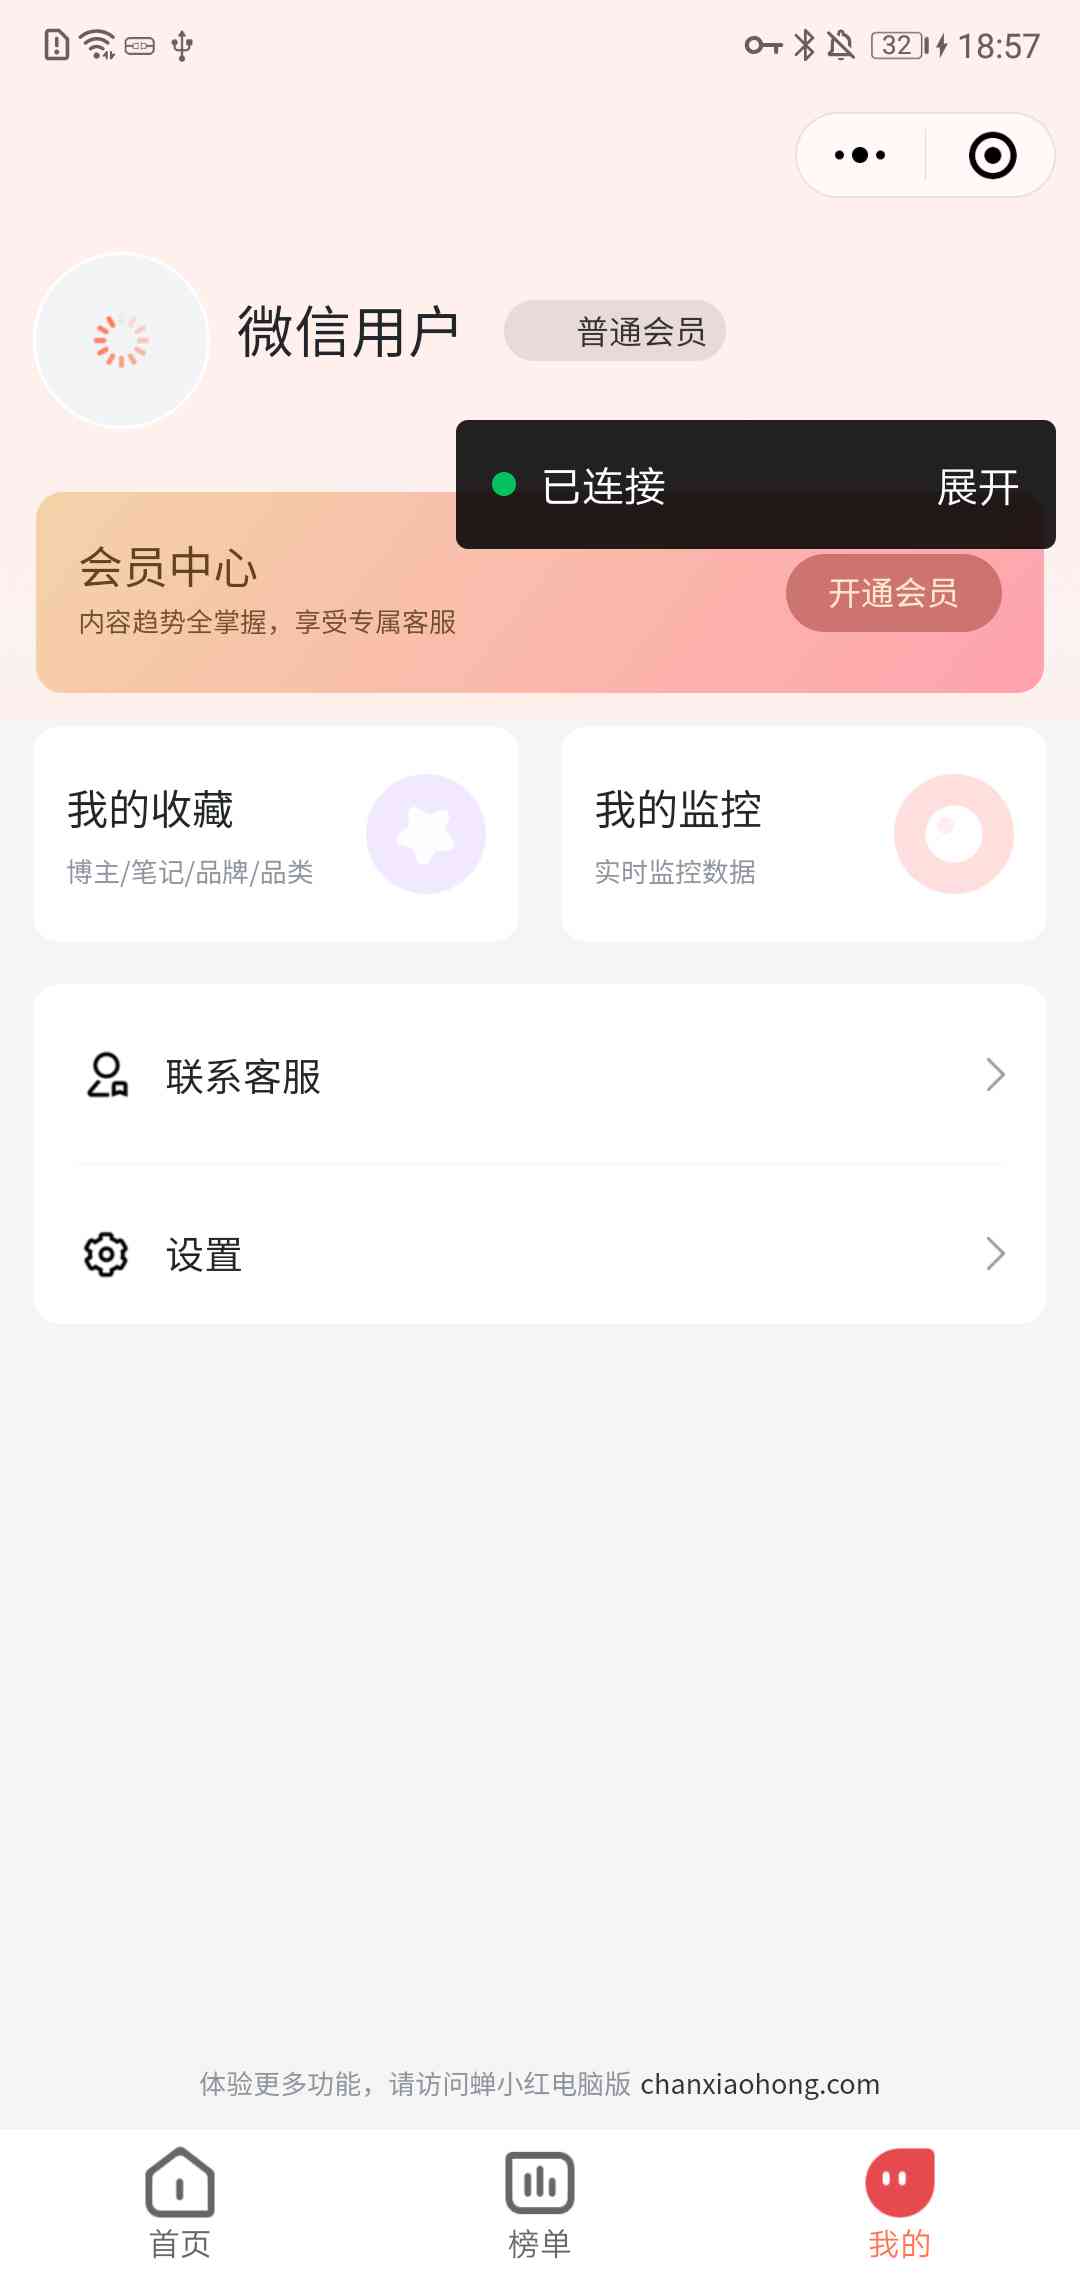 32 18:57
微信用户
普通会员
已连接 展开
会员中心
内容趋势全掌握，享受专属客服
开通会员
我的收藏
博主/笔记/品牌/品类
我的监控
实时监控数据
联系客服
设置
体验更多功能，请访问蝉小红电脑版 chanxiaohong.com
首页
榜单
我的